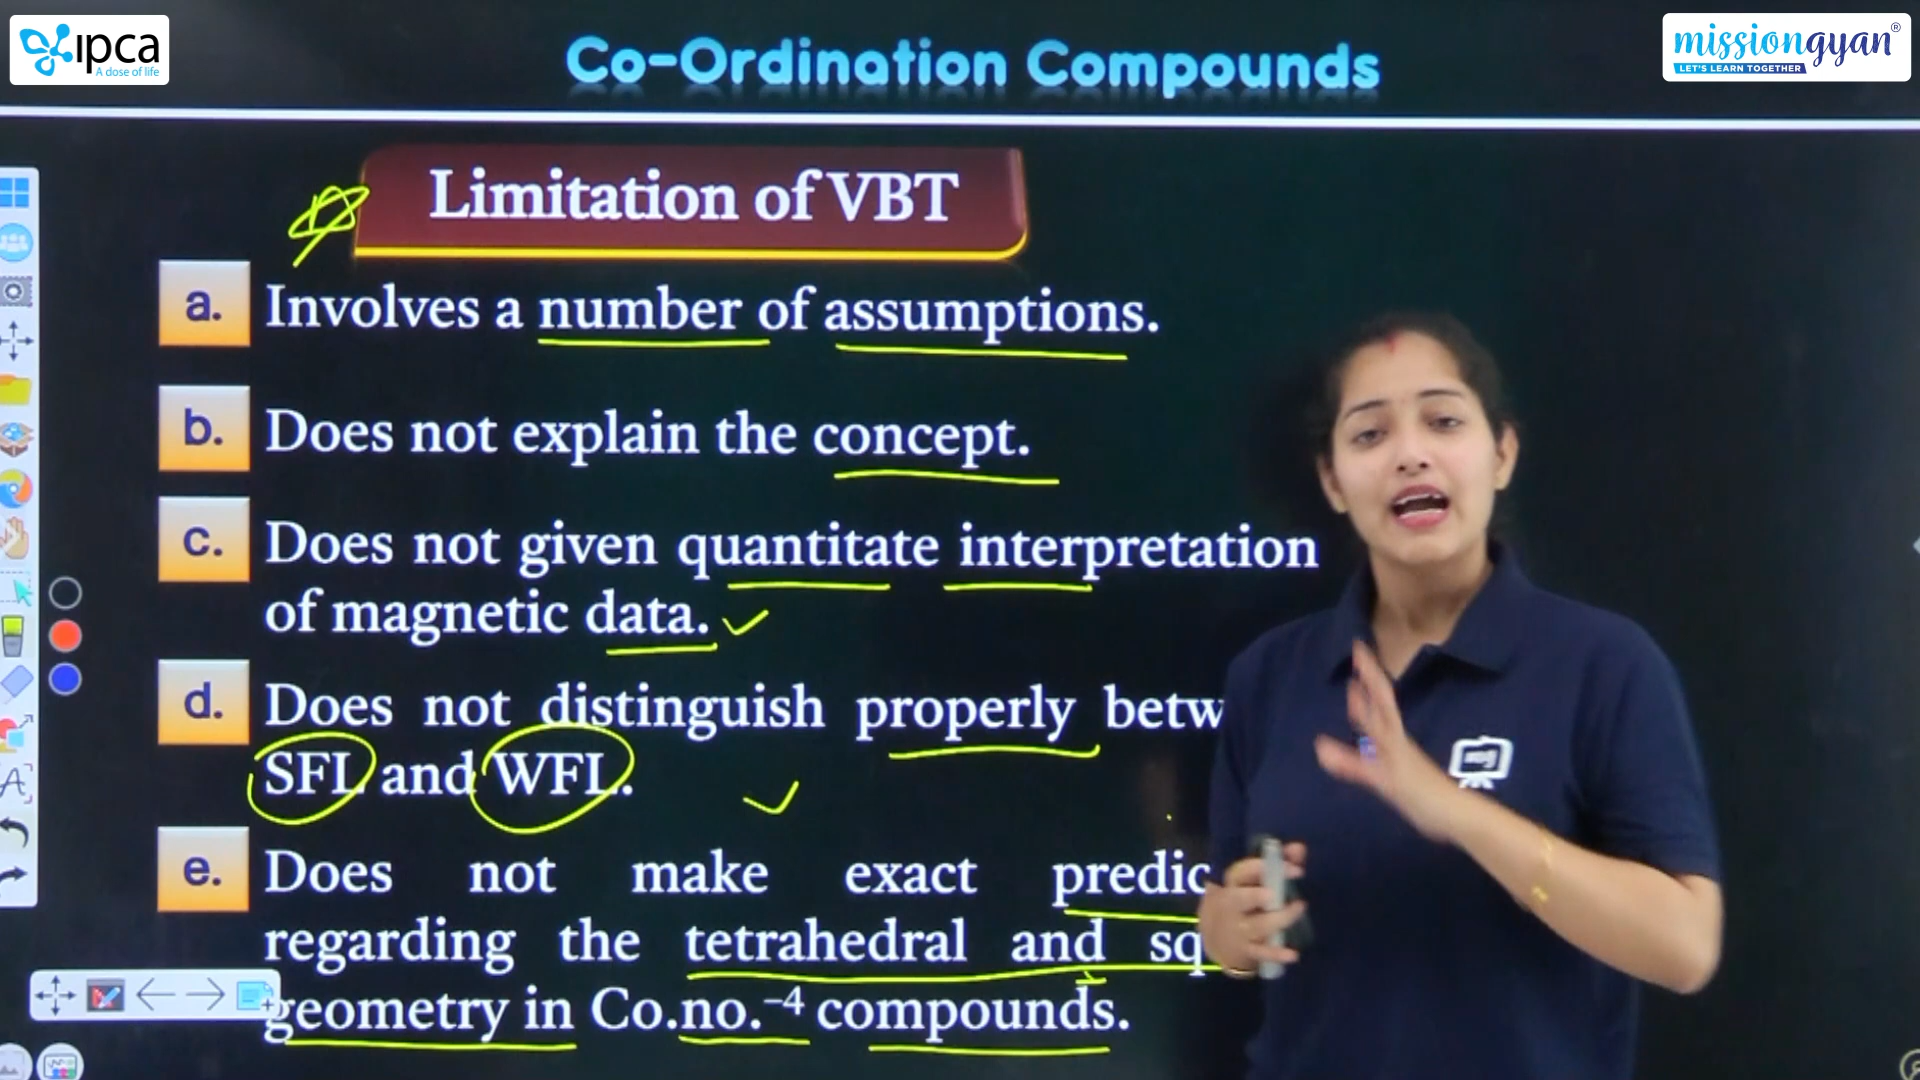 ipca
A dose of life
Co-Ordination Compounds
missiongyan®
LET'S LEARN TOGETHER
Limitation of VBT
a. Involves a number of assumptions.
b. Does not explain the concept.
c. Does not given quantitate interpretation
of magnetic data.
d. Does not distinguish properly betw
SFL and WFL.
e. Does not make exact predic
regarding the tetrahedral and sq
geometry in Co.no.⁻⁴ compounds.